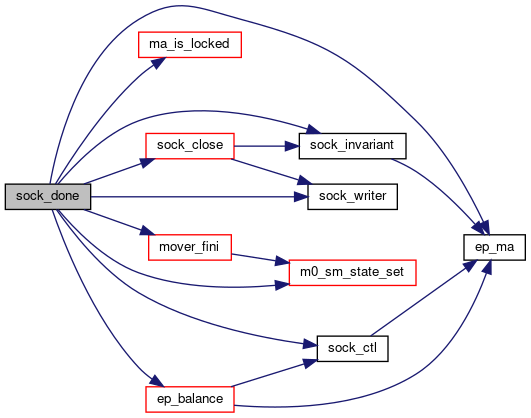 ma_is_locked
sock_close
sock_invariant
sock_done
sock_writer
mover_fini
ep_ma
m0_sm_state_set
sock_ctl
ep_balance